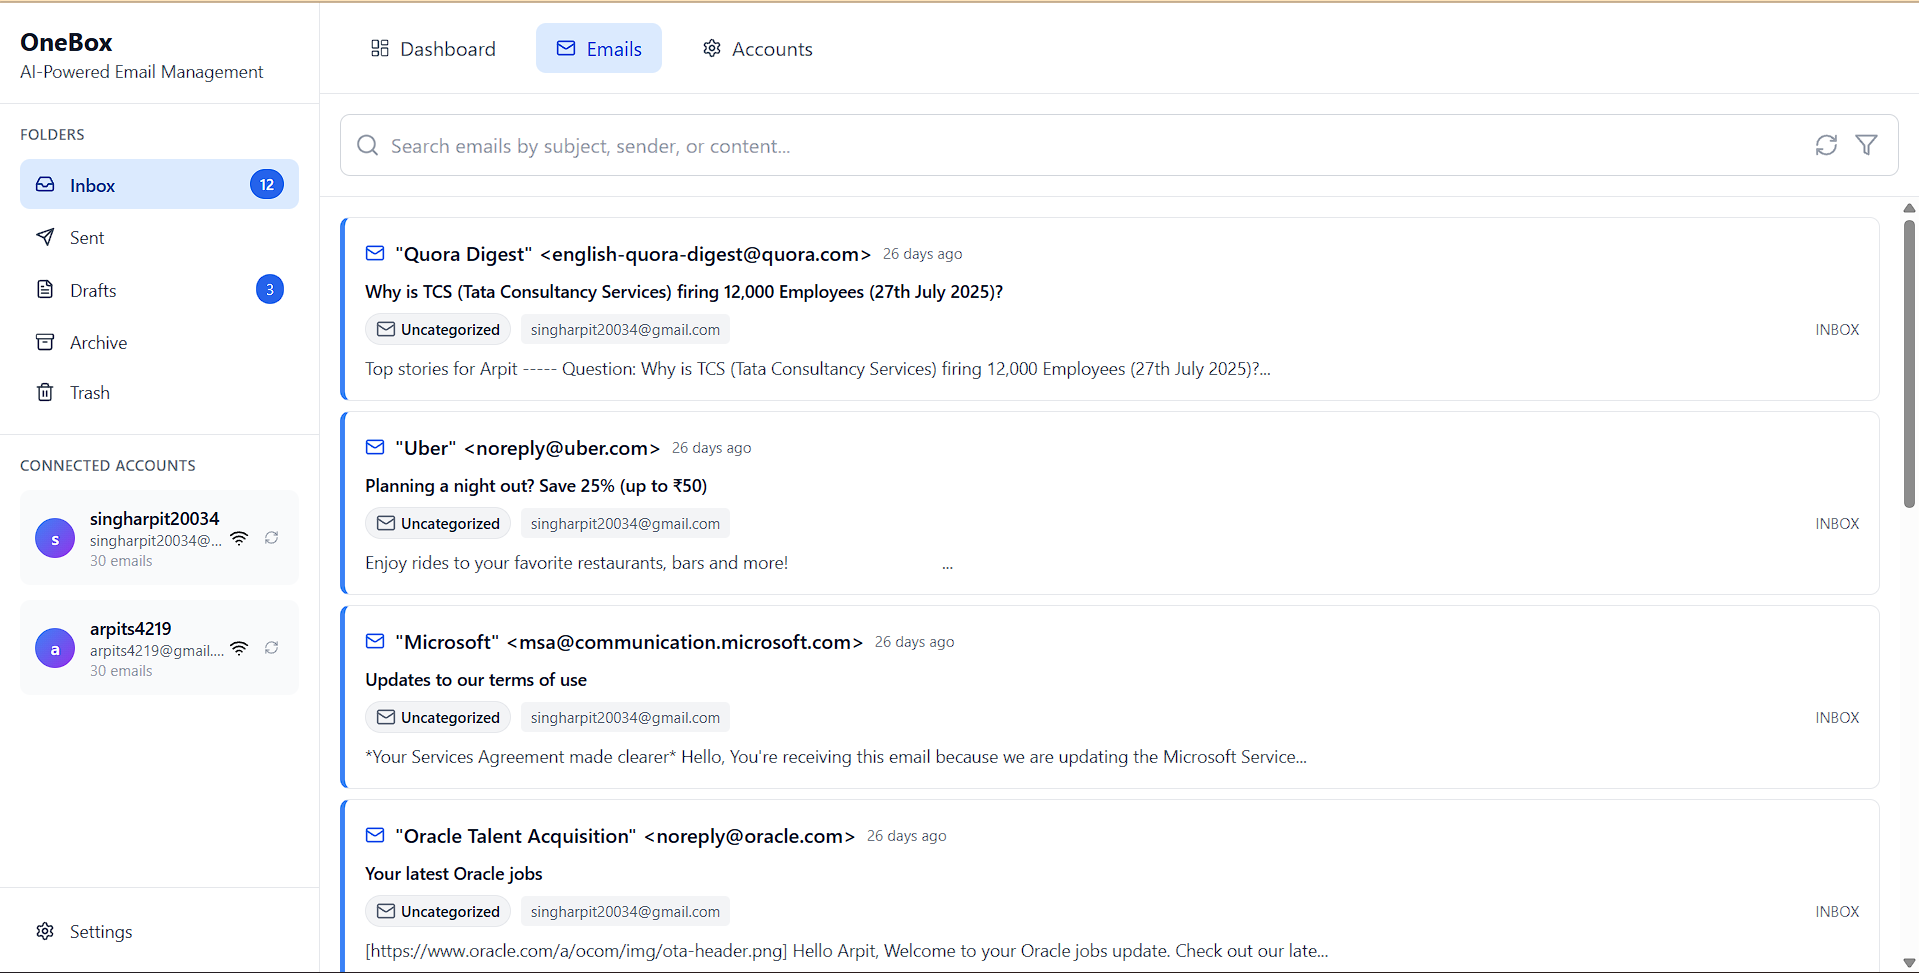 OneBox
AI-Powered Email Management
FOLDERS
Inbox 12
Sent
Drafts 3
Archive
Trash
CONNECTED ACCOUNTS
s singharpit20034
singharpit20034@...
30 emails
a arpits4219
arpits4219@gmail....
30 emails
Settings
Dashboard Emails Accounts
Search emails by subject, sender, or content...
"Quora Digest" <english-quora-digest@quora.com> 26 days ago
Why is TCS (Tata Consultancy Services) firing 12,000 Employees (27th July 2025)?
Uncategorized singharpit20034@gmail.com INBOX
Top stories for Arpit ----- Question: Why is TCS (Tata Consultancy Services) firing 12,000 Employees (27th July 2025)?...
"Uber" <noreply@uber.com> 26 days ago
Planning a night out? Save 25% (up to ₹50)
Uncategorized singharpit20034@gmail.com INBOX
Enjoy rides to your favorite restaurants, bars and more! ...
"Microsoft" <msa@communication.microsoft.com> 26 days ago
Updates to our terms of use
Uncategorized singharpit20034@gmail.com INBOX
*Your Services Agreement made clearer* Hello, You're receiving this email because we are updating the Microsoft Service...
"Oracle Talent Acquisition" <noreply@oracle.com> 26 days ago
Your latest Oracle jobs
Uncategorized singharpit20034@gmail.com INBOX
[https://www.oracle.com/a/ocom/img/ota-header.png] Hello Arpit, Welcome to your Oracle jobs update. Check out our late...